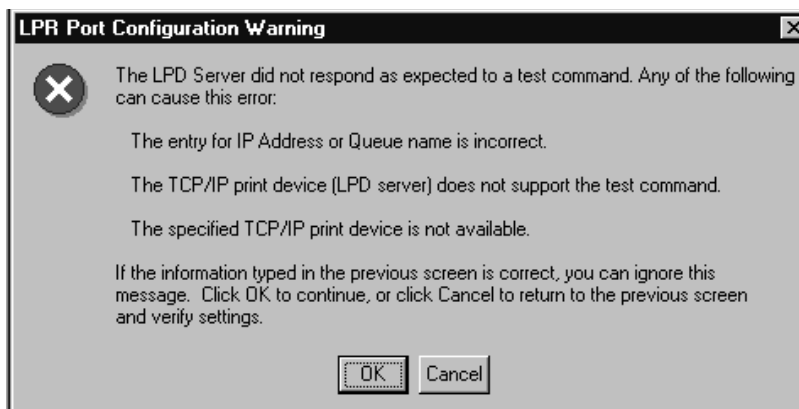 LPR Port Configuration Warning
The LPD Server did not respond as expected to a test command. Any of the following
can cause this error:
The entry for IP Address or Queue name is incorrect.
The TCP/IP print device (LPD server) does not support the test command.
The specified TCP/IP print device is not available.
If the information typed in the previous screen is correct, you can ignore this
message.  Click OK to continue, or click Cancel to return to the previous screen
and verify settings.
OK Cancel